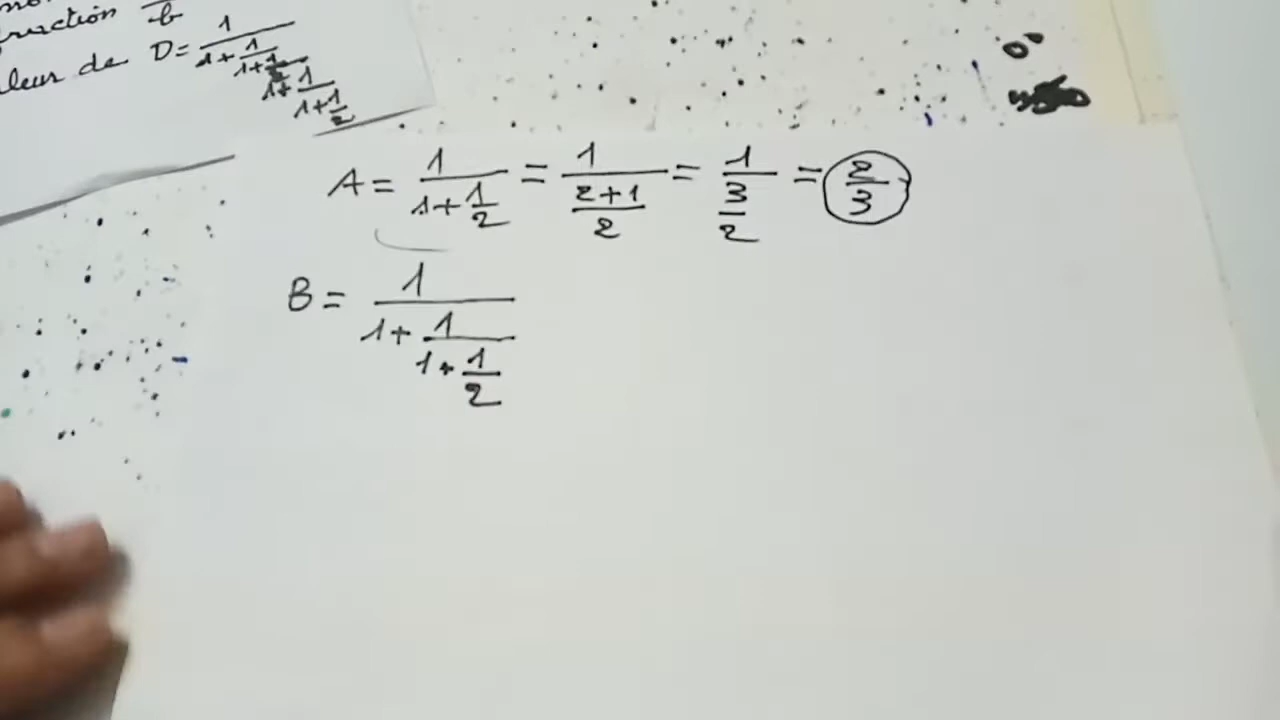 fraction a/b
leur de D = 1/(1+1/(1+1/(1+1/(1+1/2))))
A = 1/(1+1/2) = 1/((2+1)/2) = 1/(3/2) = 2/3
B = 1/(1+1/(1+1/2))